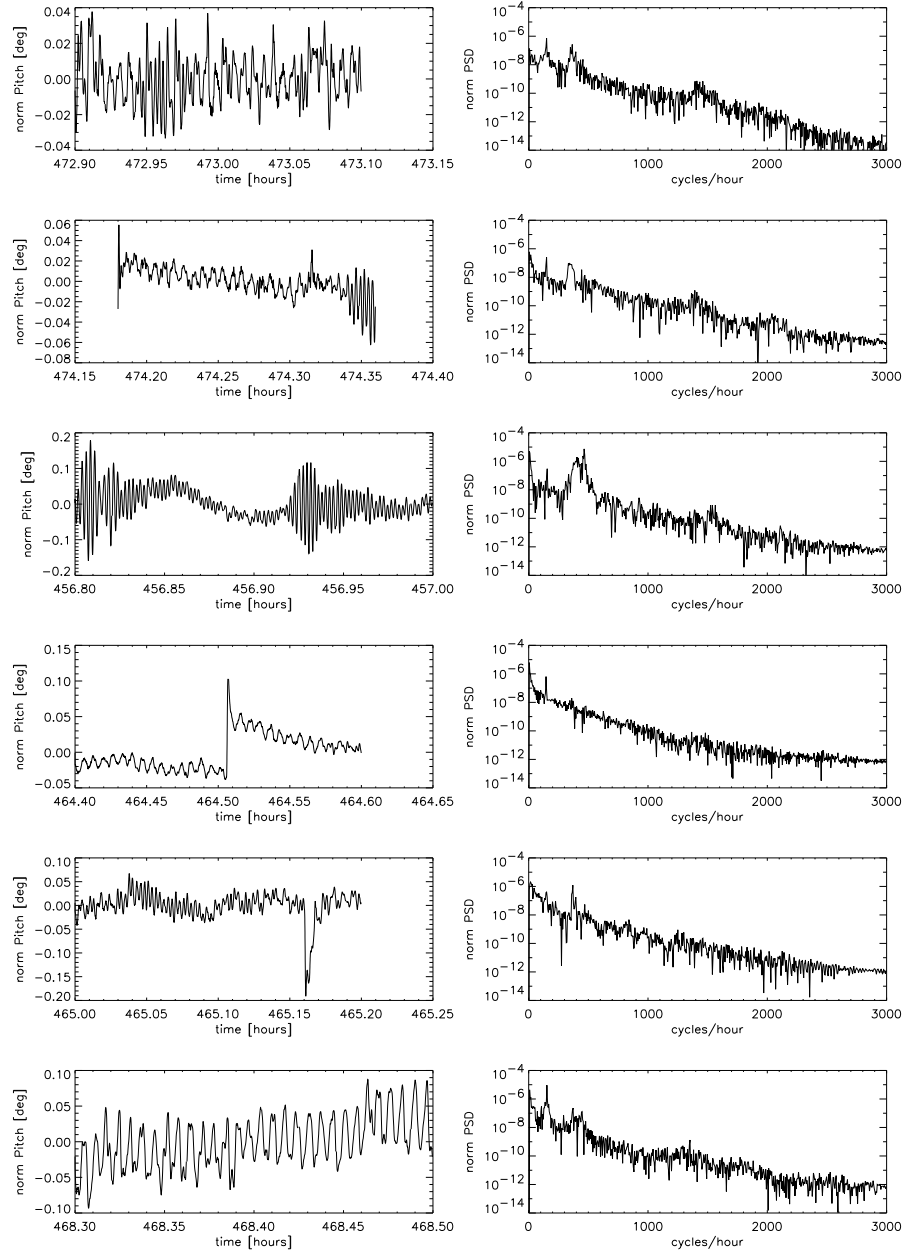 norm Pitch [deg]
0.04
0.02
0.00
−0.02
−0.04
472.90 472.95 473.00 473.05 473.10 473.15
time [hours]
norm PSD
10−4
10−6
10−8
10−10
10−12
10−14
0 1000 2000 3000
cycles/hour
norm Pitch [deg]
0.06
0.04
0.02
0.00
−0.02
−0.04
−0.06
−0.08
474.15 474.20 474.25 474.30 474.35 474.40
time [hours]
norm PSD
10−4
10−6
10−8
10−10
10−12
10−14
0 1000 2000 3000
cycles/hour
norm Pitch [deg]
0.2
0.1
0.0
−0.1
−0.2
456.80 456.85 456.90 456.95 457.00
time [hours]
norm PSD
10−4
10−6
10−8
10−10
10−12
10−14
0 1000 2000 3000
cycles/hour
norm Pitch [deg]
0.15
0.10
0.05
0.00
−0.05
464.40 464.45 464.50 464.55 464.60 464.65
time [hours]
norm PSD
10−4
10−6
10−8
10−10
10−12
10−14
0 1000 2000 3000
cycles/hour
norm Pitch [deg]
0.10
0.05
0.00
−0.05
−0.10
−0.15
−0.20
465.00 465.05 465.10 465.15 465.20 465.25
time [hours]
norm PSD
10−4
10−6
10−8
10−10
10−12
10−14
0 1000 2000 3000
cycles/hour
norm Pitch [deg]
0.10
0.05
0.00
−0.05
−0.10
468.30 468.35 468.40 468.45 468.50
time [hours]
norm PSD
10−4
10−6
10−8
10−10
10−12
10−14
0 1000 2000 3000
cycles/hour